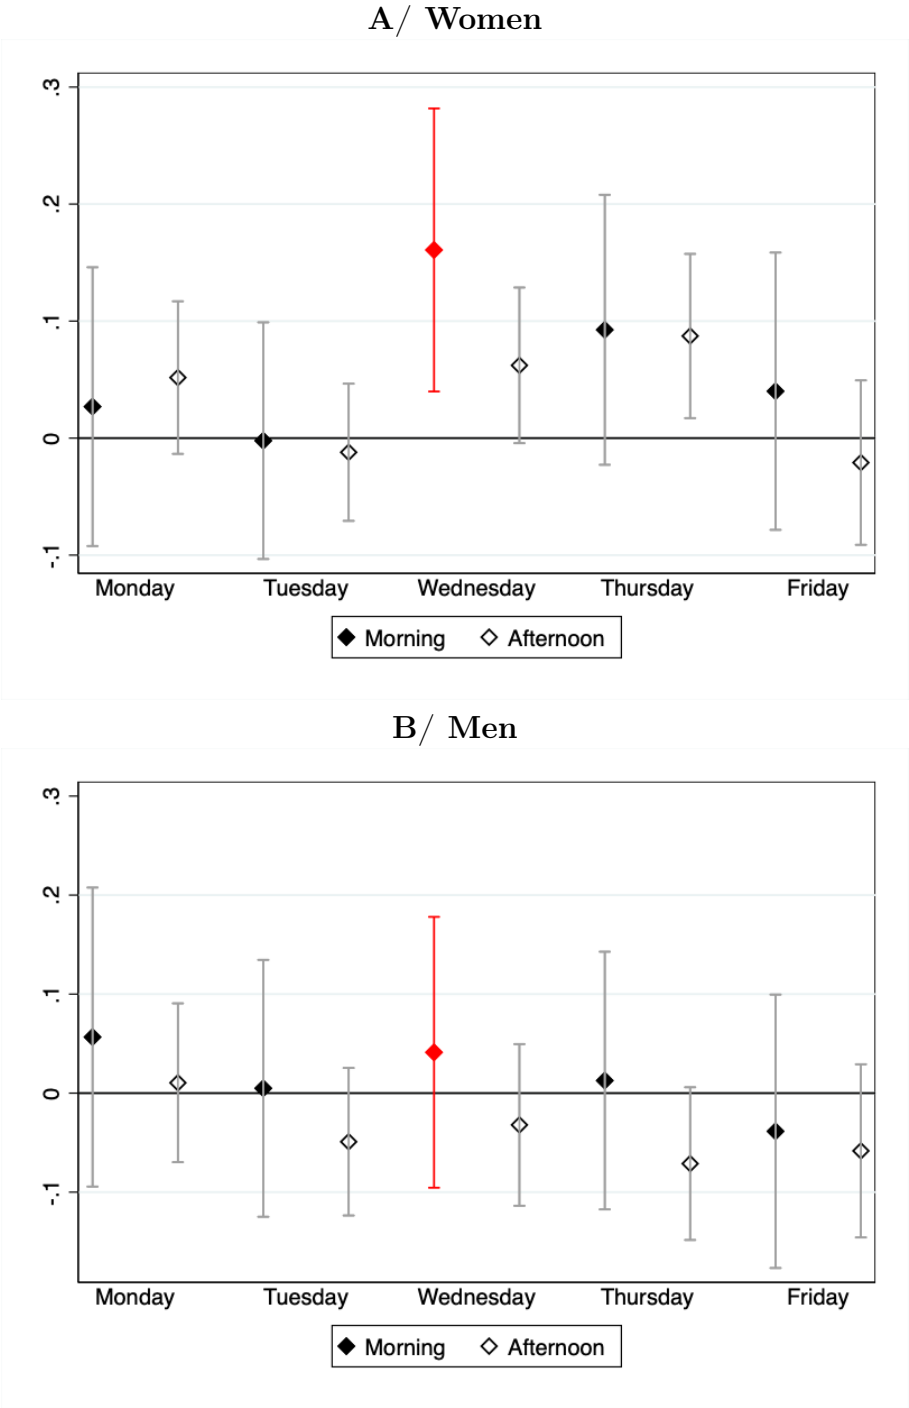 A/ Women
.3
.2
.1
0
-.1
Monday Tuesday Wednesday Thursday Friday
Morning Afternoon
B/ Men
.3
.2
.1
0
-.1
Monday Tuesday Wednesday Thursday Friday
Morning Afternoon